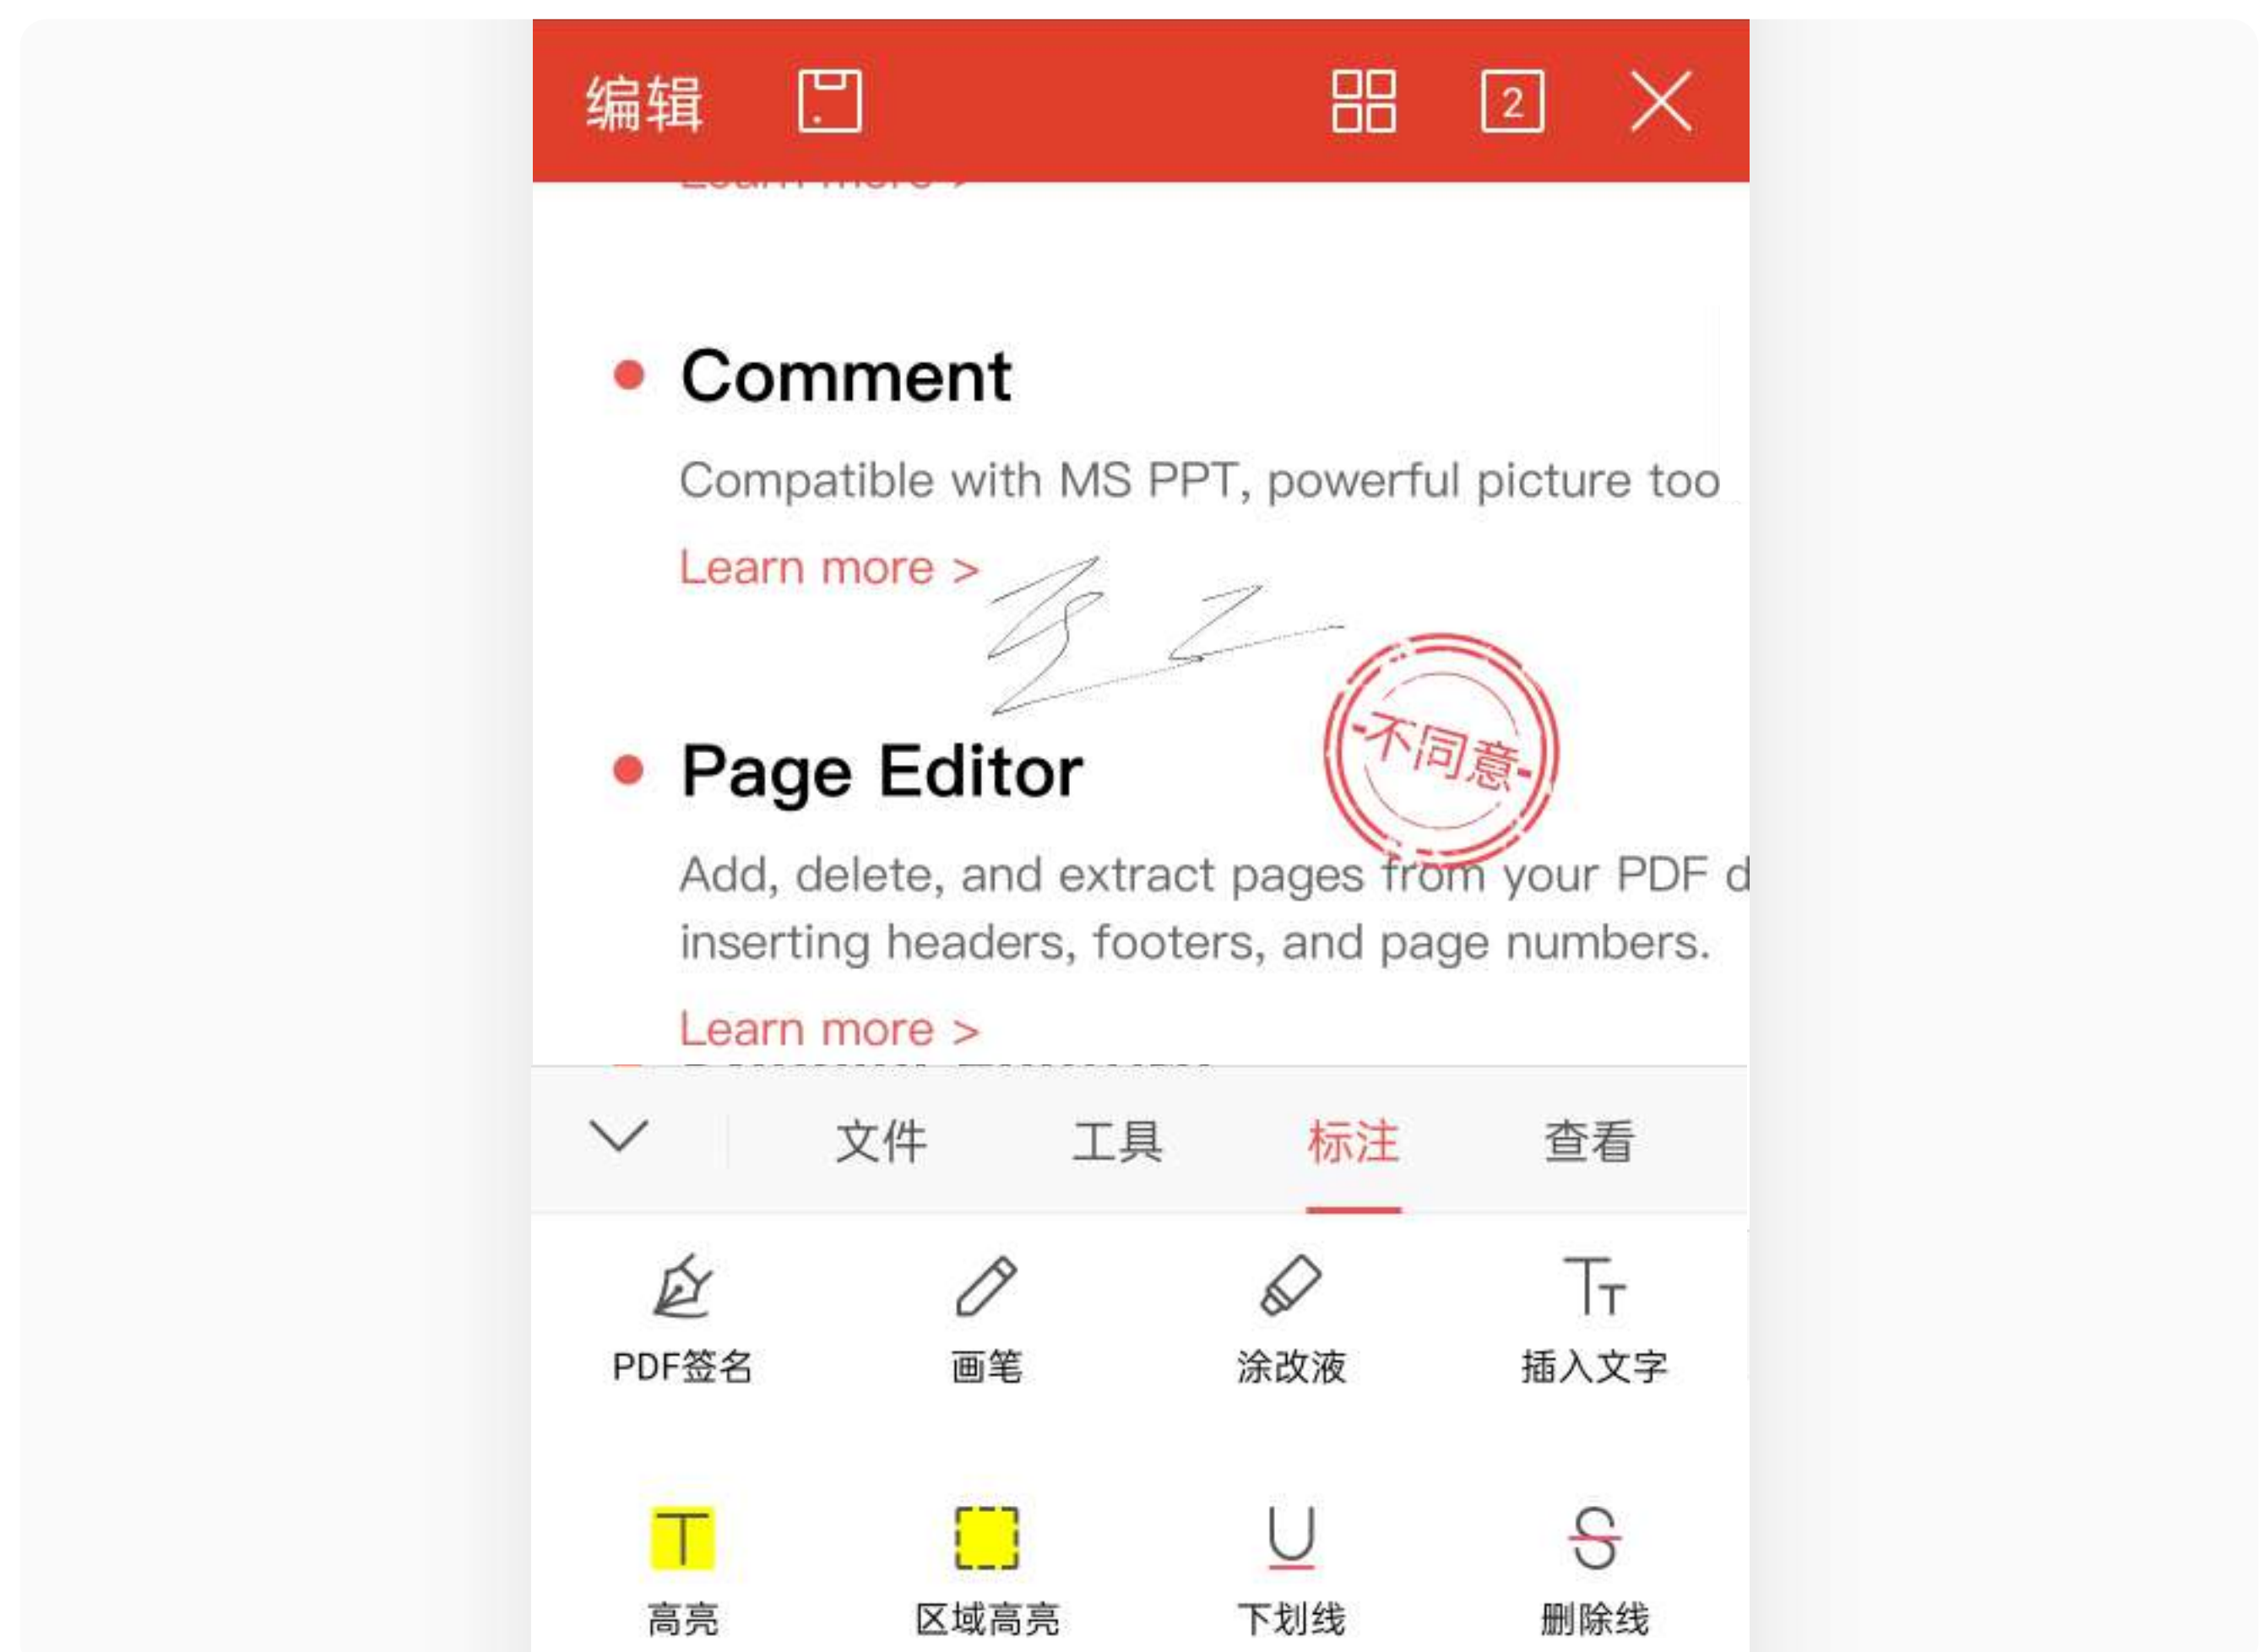 编辑
2
Comment
Compatible with MS PPT, powerful picture too
Learn more >
不同意
Page Editor
Add, delete, and extract pages from your PDF d
inserting headers, footers, and page numbers.
Learn more >
文件 工具 标注 查看
PDF签名 画笔 涂改液 插入文字
高亮 区域高亮 下划线 删除线